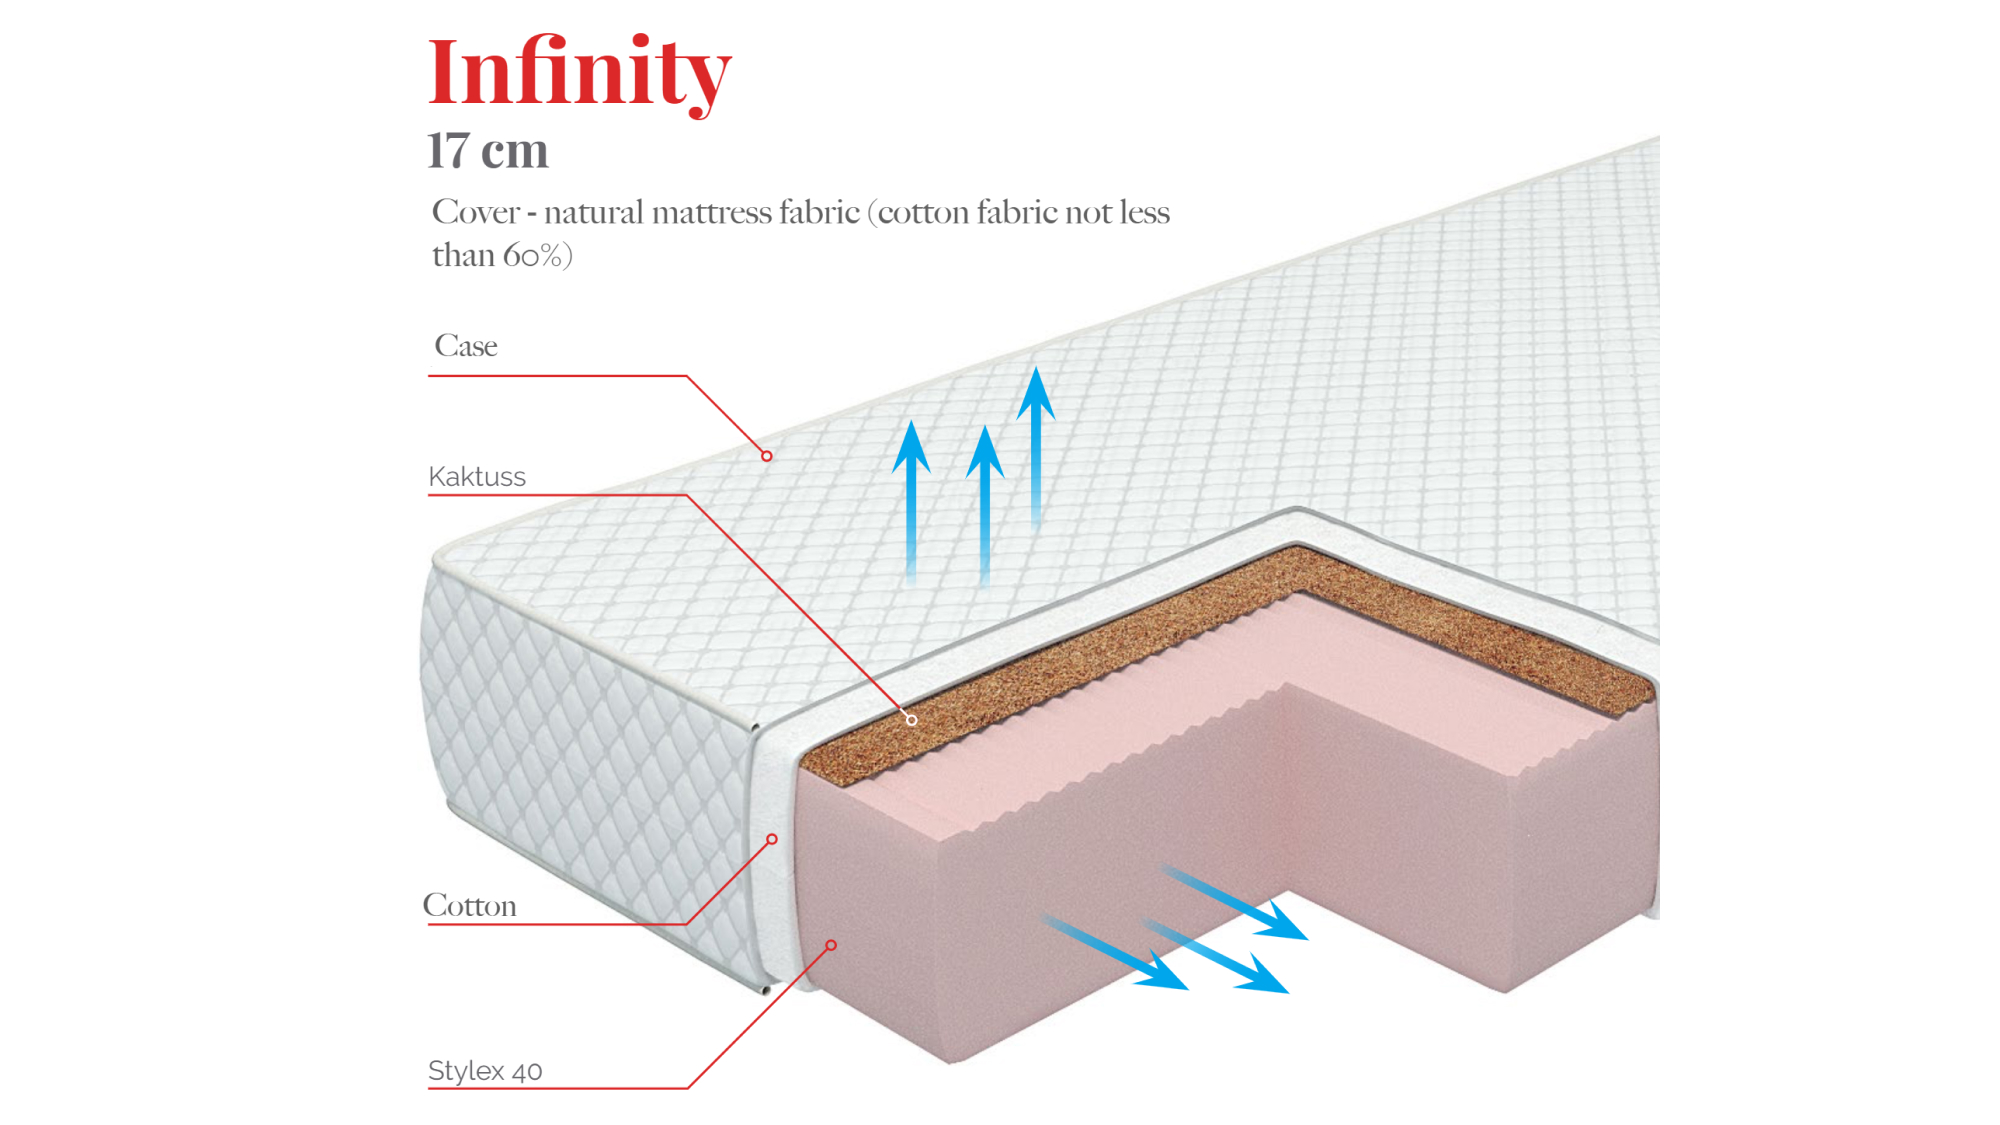 Infinity
17 cm
Cover - natural mattress fabric (cotton fabric not less
than 60%)
Case
Kaktuss
Cotton
Stylex 40